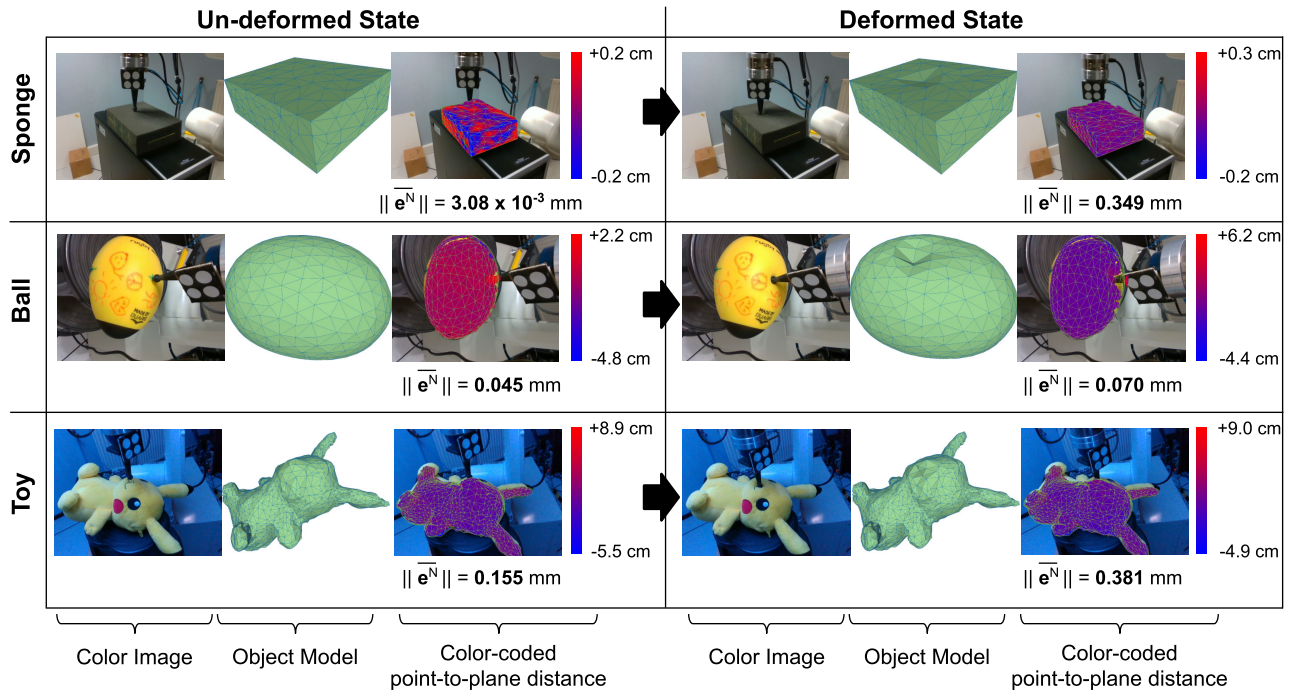 Un-deformed State
Deformed State
Sponge
+0.2 cm
-0.2 cm
|| e̅ᴺ || = 3.08 x 10⁻³ mm
+0.3 cm
-0.2 cm
|| e̅ᴺ || = 0.349 mm
Ball
+2.2 cm
-4.8 cm
|| e̅ᴺ || = 0.045 mm
+6.2 cm
-4.4 cm
|| e̅ᴺ || = 0.070 mm
Toy
+8.9 cm
-5.5 cm
|| e̅ᴺ || = 0.155 mm
+9.0 cm
-4.9 cm
|| e̅ᴺ || = 0.381 mm
Color Image
Object Model
Color-coded
point-to-plane distance
Color Image
Object Model
Color-coded
point-to-plane distance